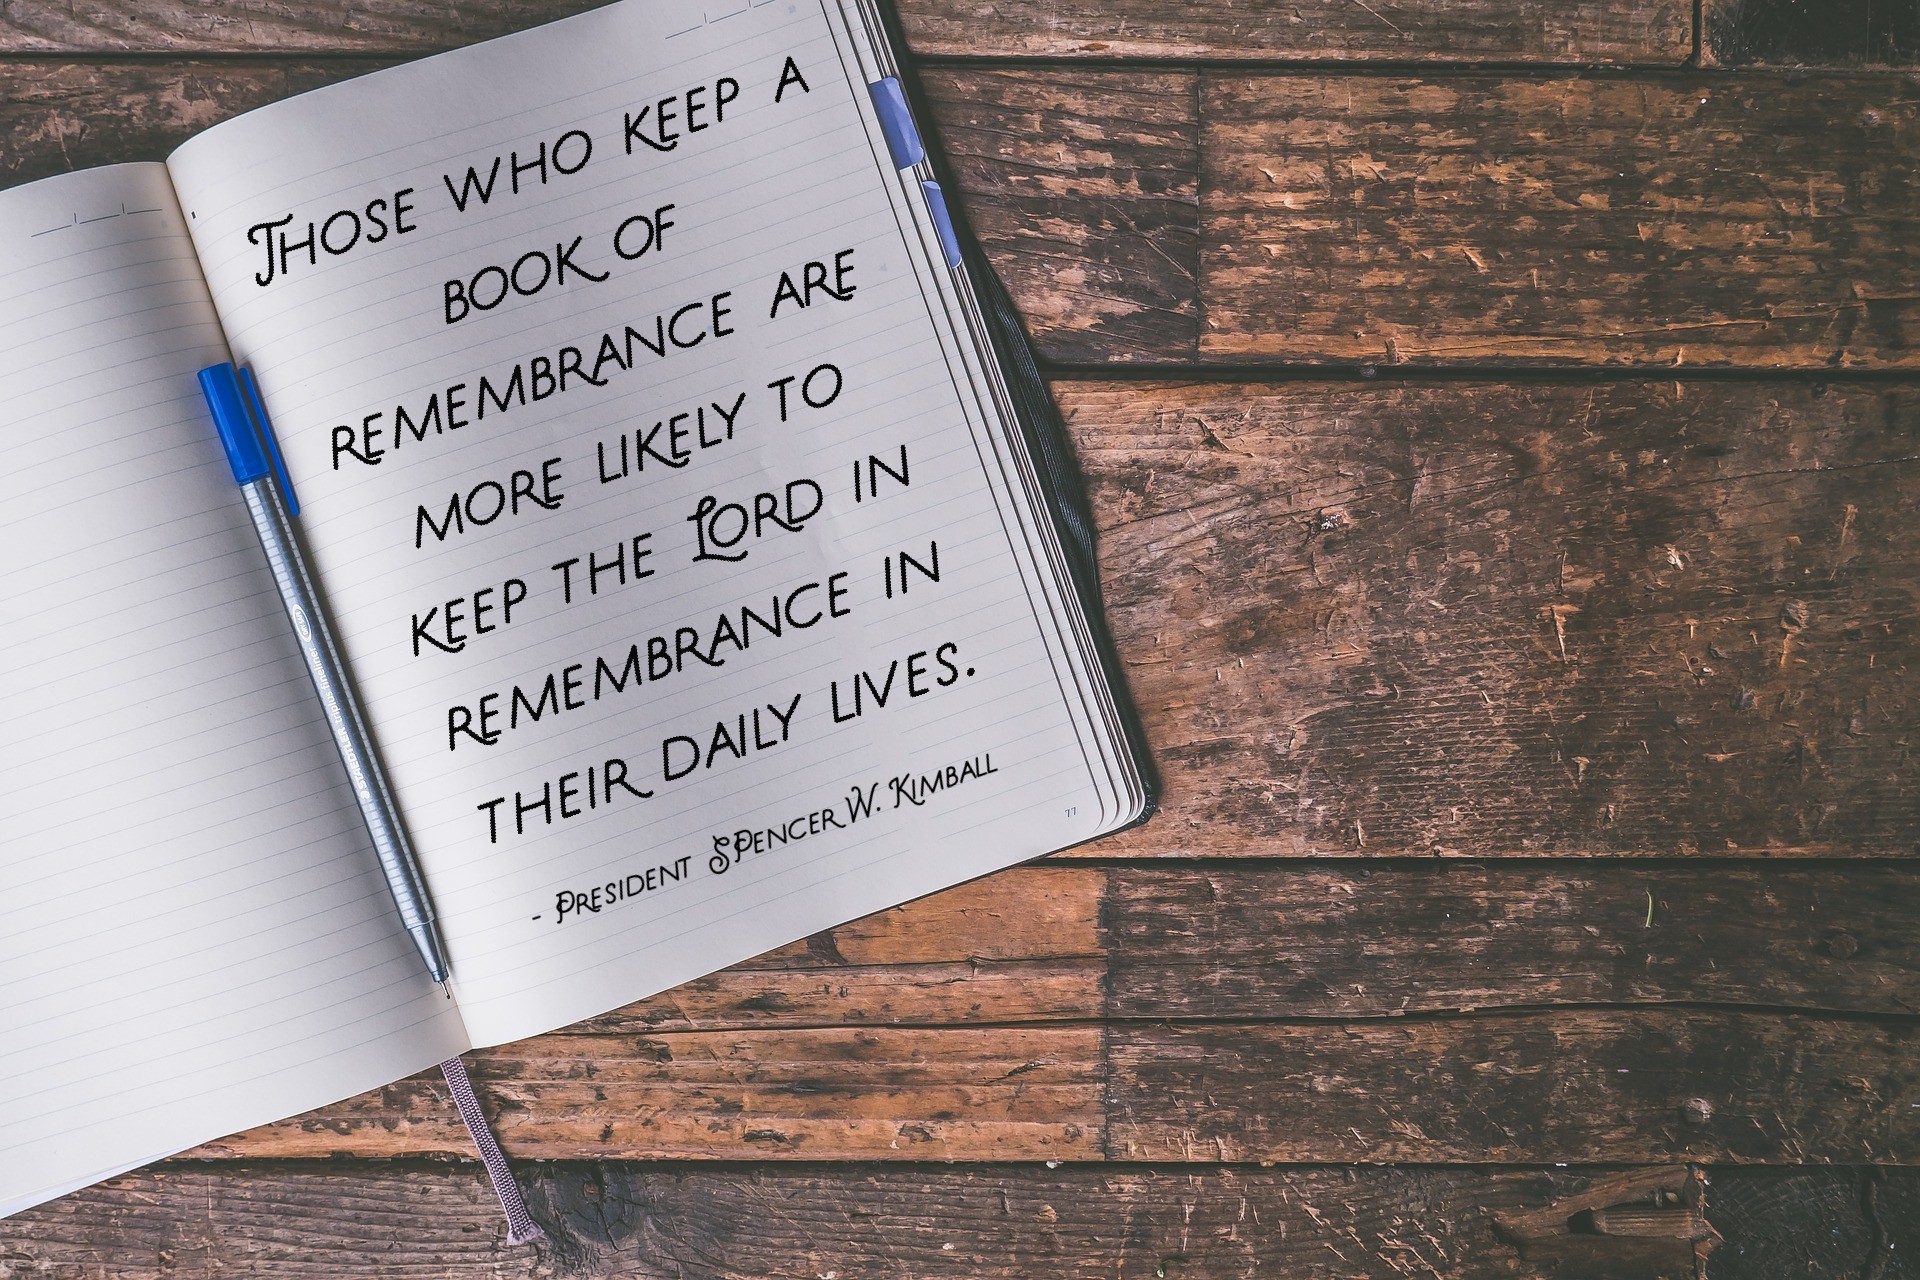 Those who keep a
book of
remembrance are
more likely to
keep the Lord in
remembrance in
their daily lives.
- President Spencer W. Kimball
77
STAEDTLER triplus fineliner